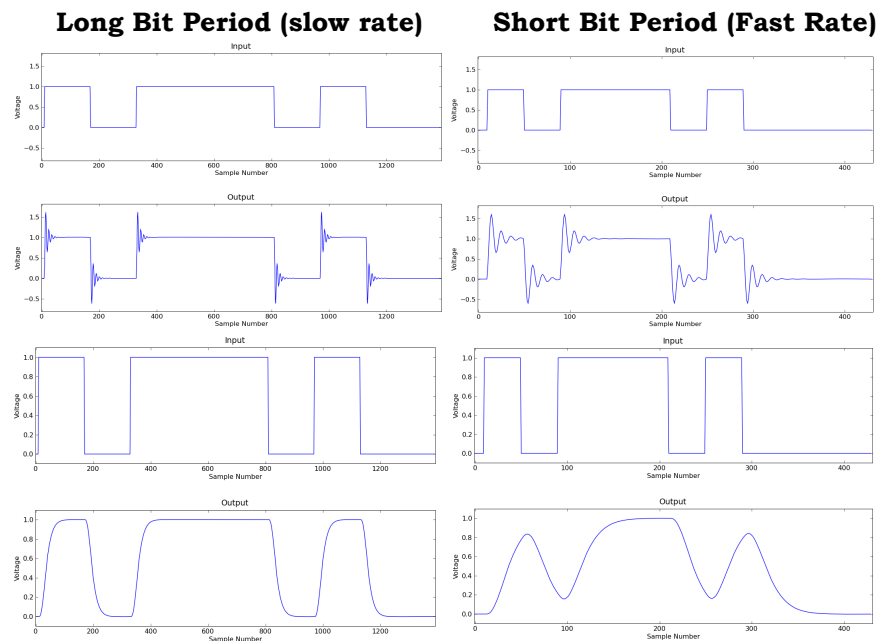 Long Bit Period (slow rate)
Short Bit Period (Fast Rate)
Input
1.5
1.0
0.5
0.0
−0.5
Voltage
0 200 400 600 800 1000 1200
Sample Number
Input
1.5
1.0
0.5
0.0
−0.5
Voltage
0 100 200 300 400
Sample Number
Output
1.5
1.0
0.5
0.0
−0.5
Voltage
0 200 400 600 800 1000 1200
Sample Number
Output
1.5
1.0
0.5
0.0
−0.5
Voltage
0 100 200 300 400
Sample Number
Input
1.0
0.8
0.6
0.4
0.2
0.0
Voltage
0 200 400 600 800 1000 1200
Sample Number
Input
1.0
0.8
0.6
0.4
0.2
0.0
Voltage
0 100 200 300 400
Sample Number
Output
1.0
0.8
0.6
0.4
0.2
0.0
Voltage
0 200 400 600 800 1000 1200
Sample Number
Output
1.0
0.8
0.6
0.4
0.2
0.0
Voltage
0 100 200 300 400
Sample Number